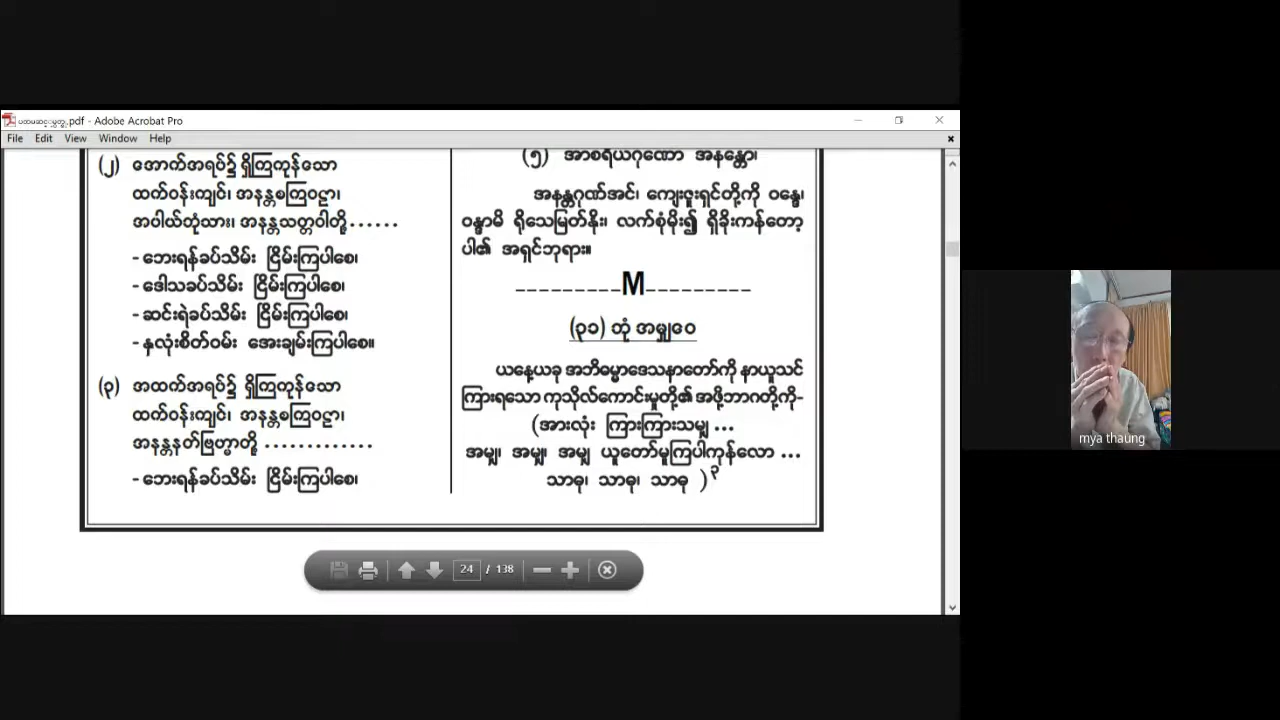 ပထမဆင့်မှတ်စု.pdf - Adobe Acrobat Pro
File Edit View Window Help
(၂) အောက်အရပ်၌ ရှိကြကုန်သော
ထက်ဝန်းကျင်၊ အနန္တစကြဝဠာ၊
အပါယ်ဘုံသား၊ အနန္တသတ္တဝါတို့ ......
- ဘေးရန်ခပ်သိမ်း ငြိမ်းကြပါစေ၊
- ဒေါသခပ်သိမ်း ငြိမ်းကြပါစေ၊
- ဆင်းရဲခပ်သိမ်း ငြိမ်းကြပါစေ၊
- နှလုံးစိတ်ဝမ်း အေးချမ်းကြပါစေ။
(၃) အထက်အရပ်၌ ရှိကြကုန်သော
ထက်ဝန်းကျင်၊ အနန္တစကြဝဠာ၊
အနန္တနတ်ဗြဟ္မာတို့ .............
- ဘေးရန်ခပ်သိမ်း ငြိမ်းကြပါစေ၊
(၅) အာစရိယဂုဏော အနန္တော၊
အနန္တဂုဏ်အင်၊ ကျေးဇူးရှင်တို့ကို ဝန္ဒေ၊
ဝန္ဒာမိ ရိုသေမြတ်နိုး၊ လက်စုံမိုး၍ ရှိခိုးကန်တော့
ပါ၏ အရှင်ဘုရား။
---------M---------
(၃၁) ဘုံ အမျှဝေ
ယနေ့ယခု အဘိဓမ္မာဒေသနာတော်ကို နာယူသင်
ကြားရသော ကုသိုလ်ကောင်းမှုတို့၏ အဖို့ဘာဂတို့ကို-
(အားလုံး ကြားကြားသမျှ ...
အမျှ၊ အမျှ၊ အမျှ ယူတော်မူကြပါကုန်လော ...
သာဓု၊ သာဓု၊ သာဓု )၃
24 / 138
mya thaung